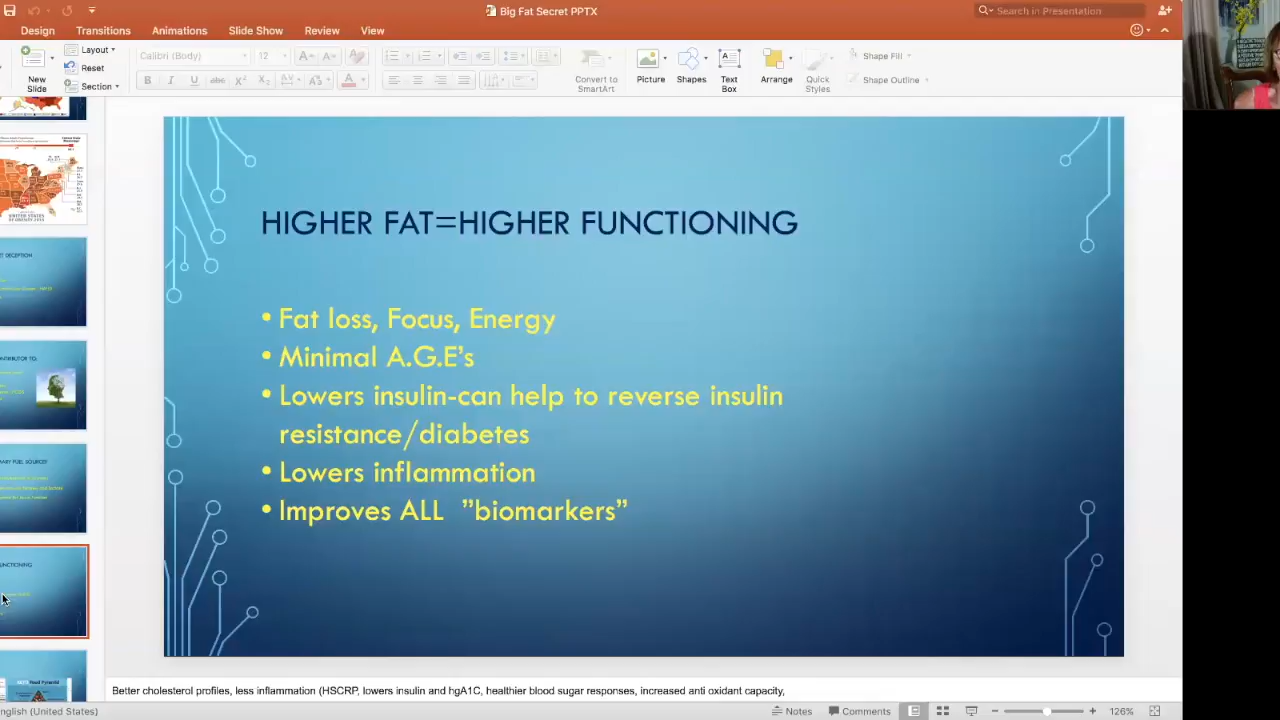 Big Fat Secret PPTX
Search in Presentation
Design Transitions Animations Slide Show Review View
New Slide
Layout
Reset
Section
Calibri (Body) 12
B I U abc X² X₂
Convert to SmartArt
Picture
Shapes
Text Box
Arrange
Quick Styles
Shape Fill
Shape Outline
HIGHER FAT=HIGHER FUNCTIONING
• Fat loss, Focus, Energy
• Minimal A.G.E's
• Lowers insulin-can help to reverse insulin
resistance/diabetes
• Lowers inflammation
• Improves ALL ”biomarkers”
Better cholesterol profiles, less inflammation (HSCRP, lowers insulin and hgA1C, healthier blood sugar responses, increased anti oxidant capacity,
nglish (United States)
Notes
Comments
126%